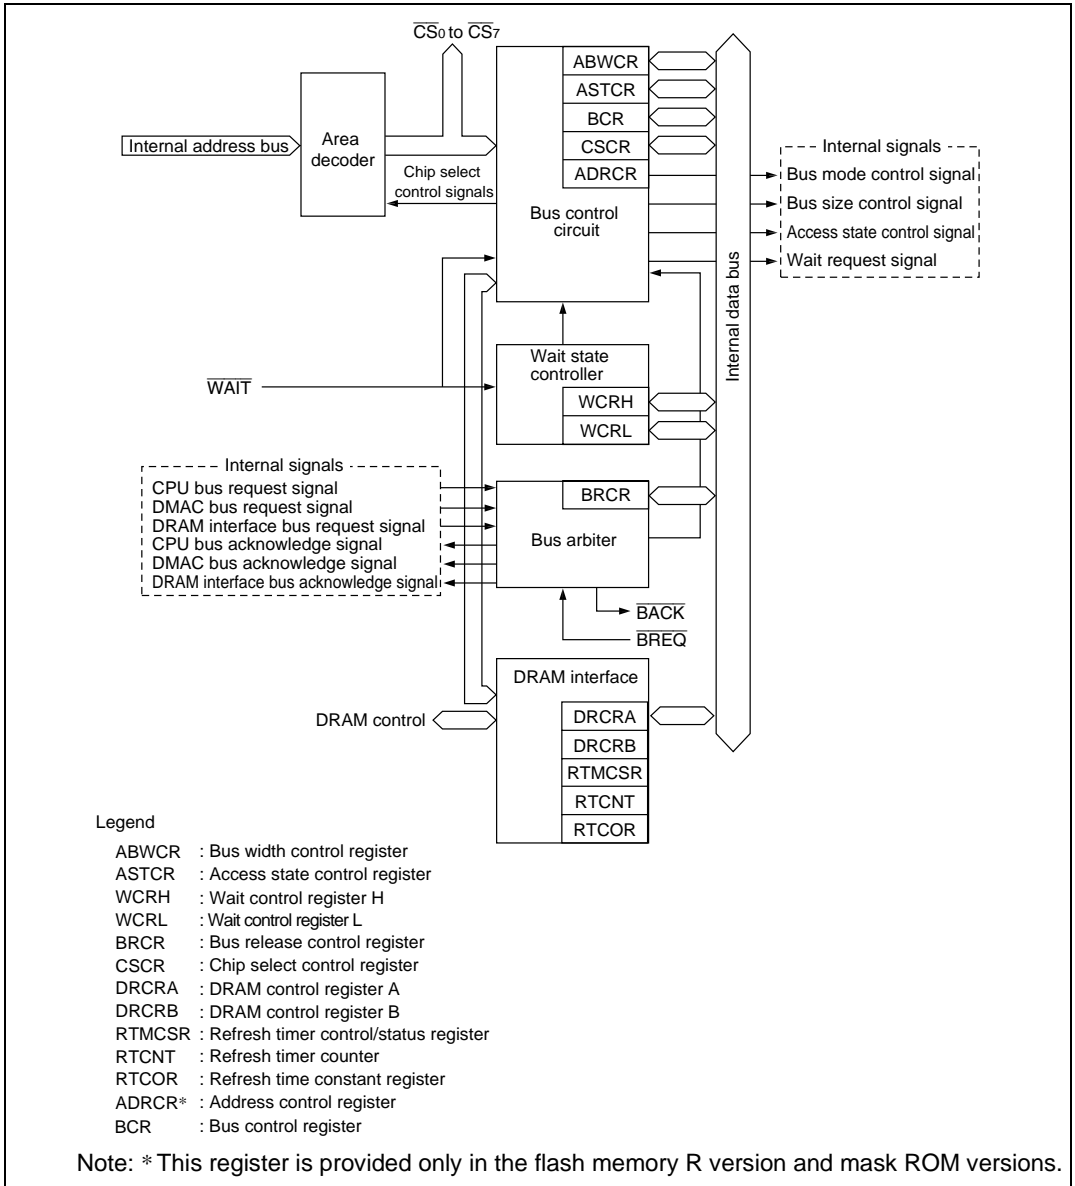 CS0 to CS7
ABWCR
ASTCR
BCR
CSCR
ADRCR
Bus control
circuit
Internal address bus
Area
decoder
Chip select
control signals
Internal signals
Bus mode control signal
Bus size control signal
Access state control signal
Wait request signal
Internal data bus
WAIT
Wait state
controller
WCRH
WCRL
Internal signals
CPU bus request signal
DMAC bus request signal
DRAM interface bus request signal
CPU bus acknowledge signal
DMAC bus acknowledge signal
DRAM interface bus acknowledge signal
BRCR
Bus arbiter
BACK
BREQ
DRAM interface
DRAM control
DRCRA
DRCRB
RTMCSR
RTCNT
RTCOR
Legend
ABWCR : Bus width control register
ASTCR : Access state control register
WCRH : Wait control register H
WCRL : Wait control register L
BRCR : Bus release control register
CSCR : Chip select control register
DRCRA : DRAM control register A
DRCRB : DRAM control register B
RTMCSR : Refresh timer control/status register
RTCNT : Refresh timer counter
RTCOR : Refresh time constant register
ADRCR* : Address control register
BCR : Bus control register
Note: * This register is provided only in the flash memory R version and mask ROM versions.